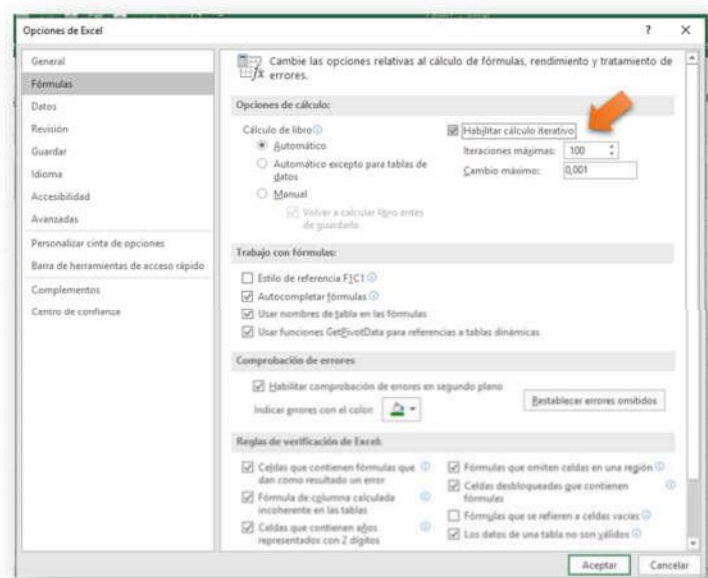 Opciones de Excel
?
General
Fórmulas
Datos
Revisión
Guardar
Idioma
Accesibilidad
Avanzadas
Personalizar cinta de opciones
Barra de herramientas de acceso rápido
Complementos
Centro de confianza
Cambie las opciones relativas al cálculo de fórmulas, rendimiento y tratamiento de
errores.
Opciones de cálculo:
Cálculo de libro
Automático
Automático excepto para tablas de
datos
Manual
Volver a calcular libro antes
de guardarlo
Habilitar cálculo iterativo
Iteraciones máximas: 100
Cambio máximo: 0,001
Trabajo con fórmulas:
Estilo de referencia F1C1
Autocompletar fórmulas
Usar nombres de tabla en las fórmulas
Usar funciones GetPivotData para referencias a tablas dinámicas
Comprobación de errores
Habilitar comprobación de errores en segundo plano
Indicar errores con el color:
Restablecer errores omitidos
Reglas de verificación de Excel:
Celdas que contienen fórmulas que
dan como resultado un error
Fórmula de columna calculada
incoherente en las tablas
Celdas que contienen años
representados con 2 dígitos
Fórmulas que omiten celdas en una región
Celdas desbloqueadas que contienen
fórmulas
Fórmulas que se refieren a celdas vacías
Los datos de una tabla no son válidos
Aceptar
Cancelar